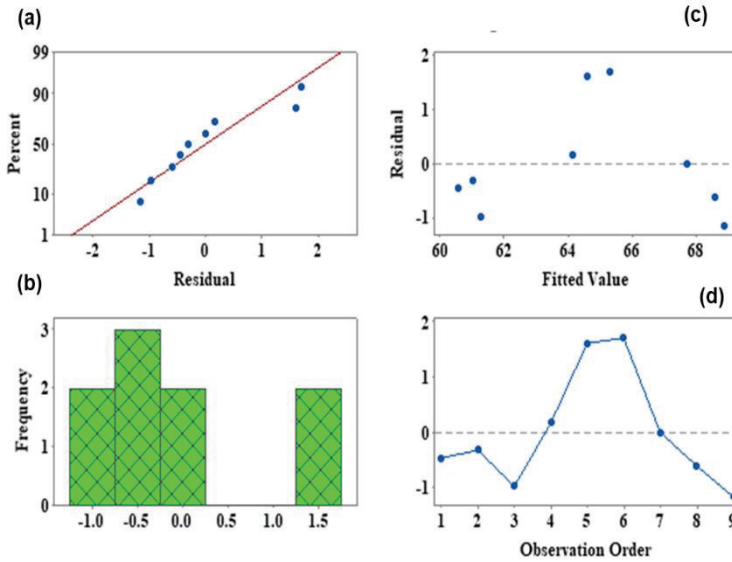 (a)
99
90
50
10
1
Percent
-2 -1 0 1 2
Residual
(c)
2
1
0
-1
Residual
60 62 64 66 68
Fitted Value
(b)
3
2
1
0
Frequency
-1.0 -0.5 0.0 0.5 1.0 1.5
(d)
2
1
0
-1
1 2 3 4 5 6 7 8 9
Observation Order